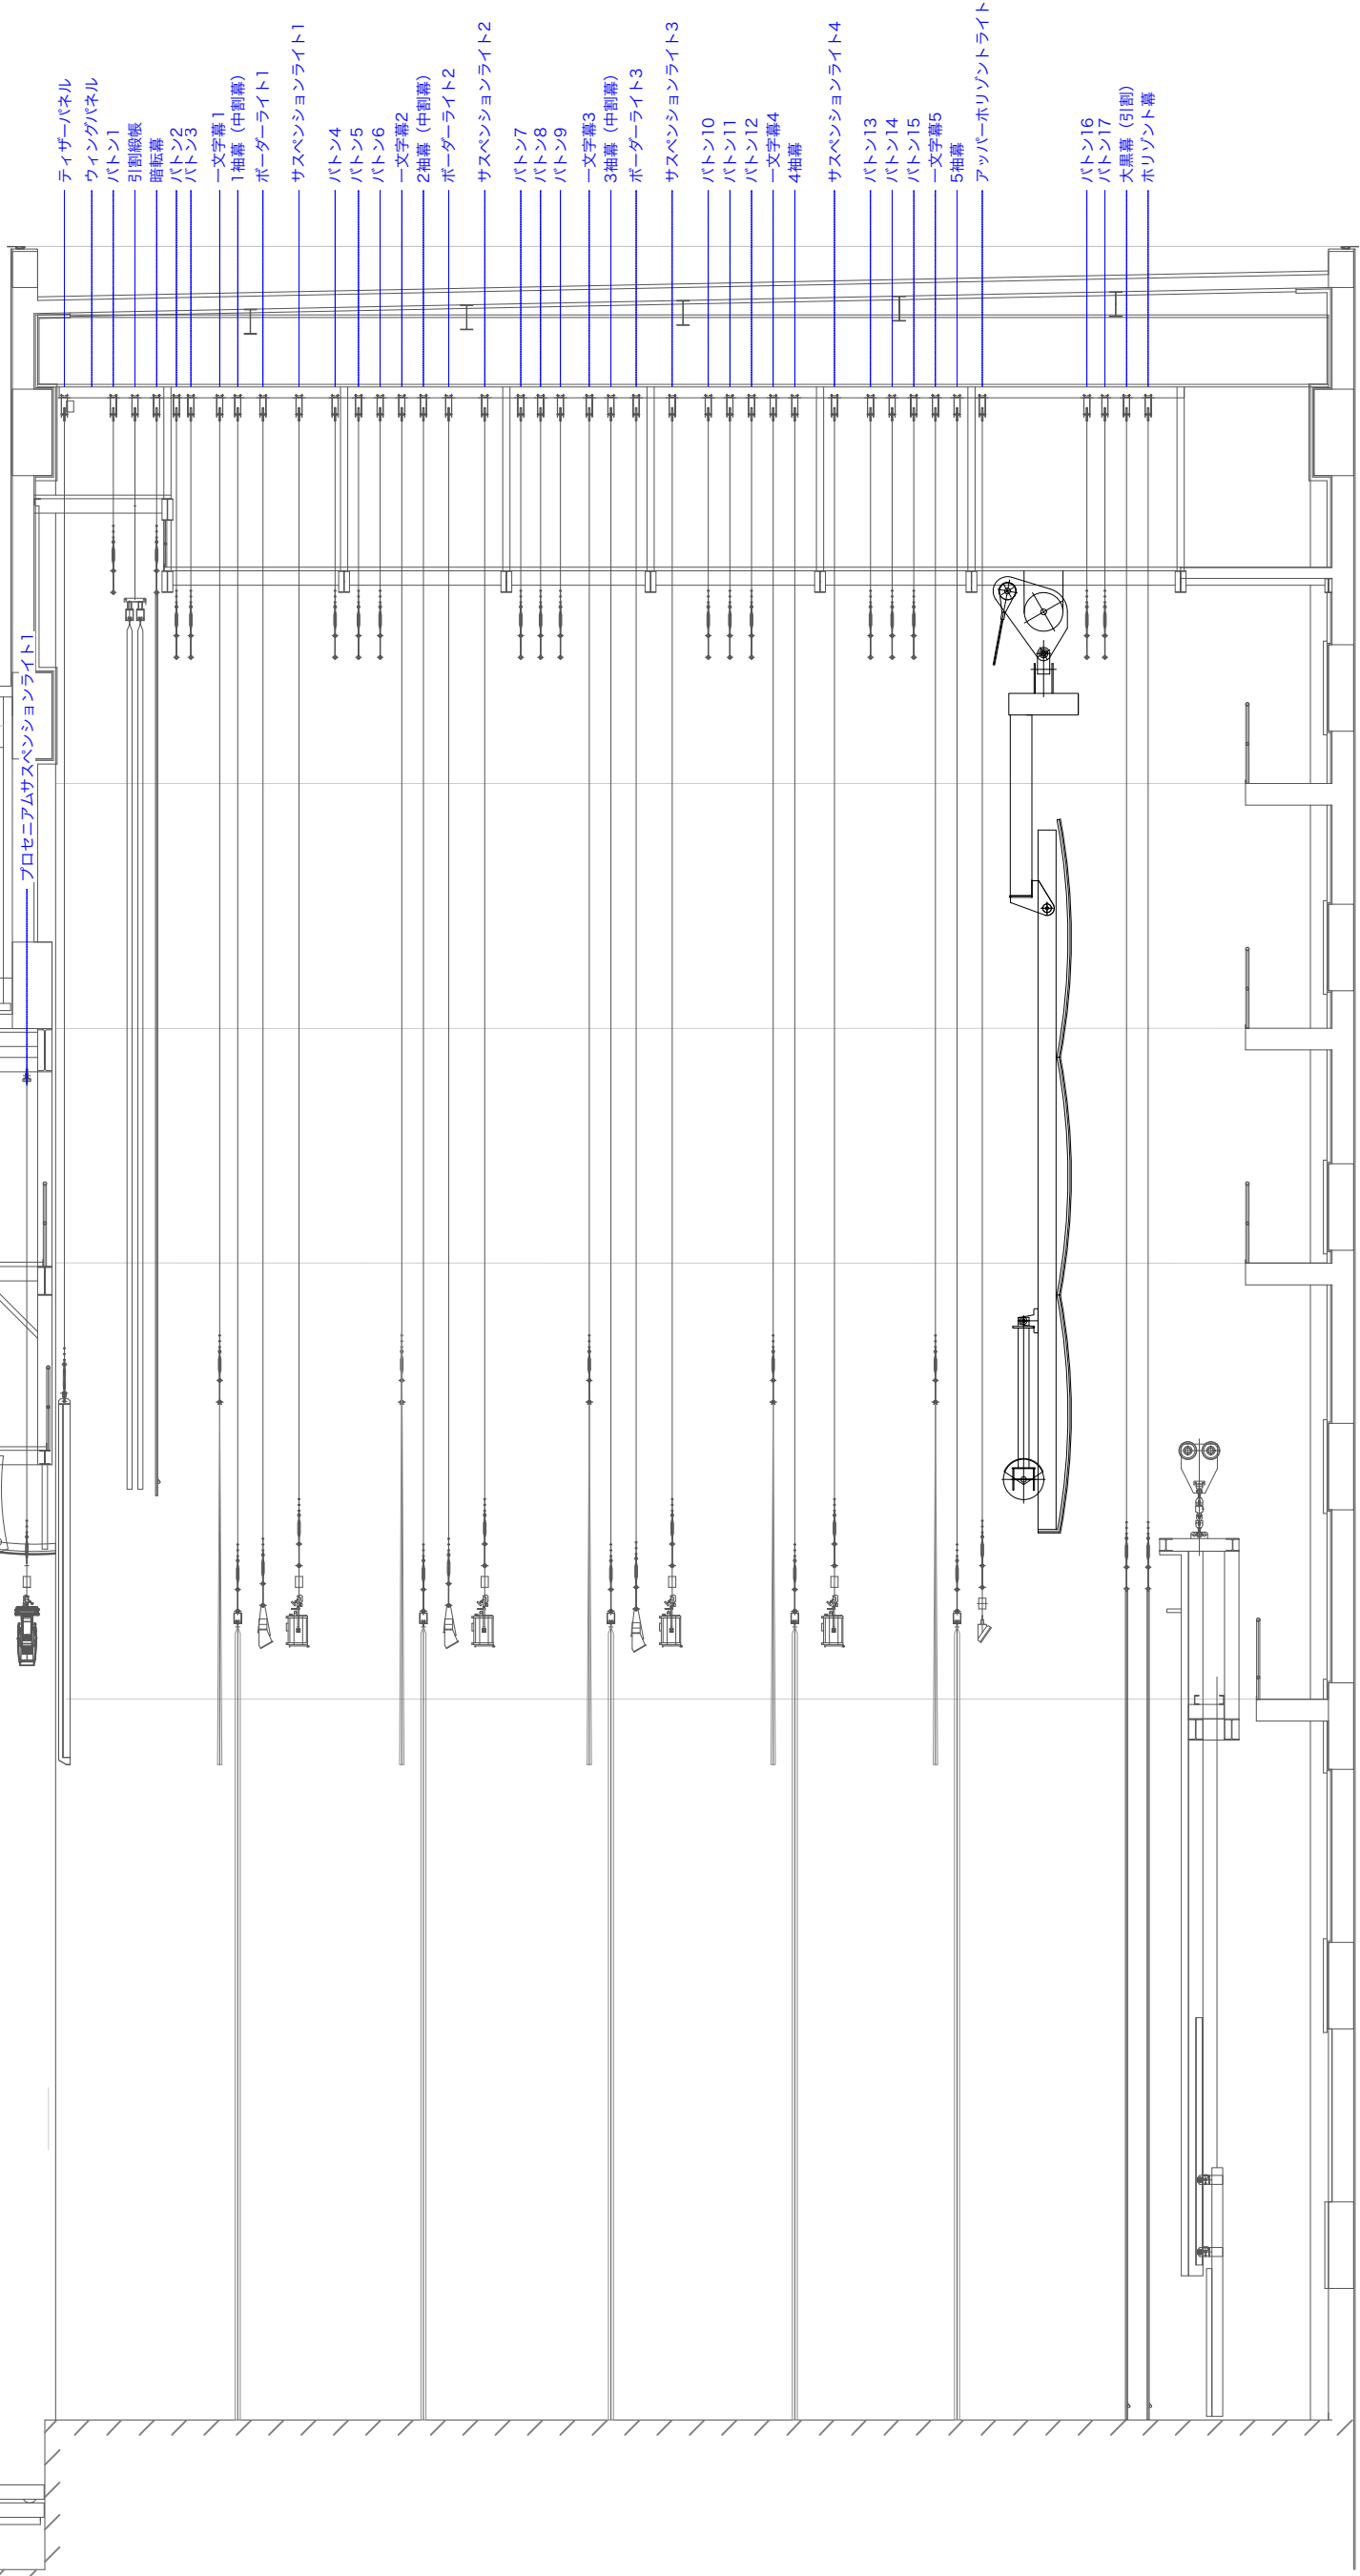 ティザーパネル
ウィングパネル
バトン1
引割緞帳
暗転幕
バトン2
バトン3
一文字幕1
1袖幕（中割幕）
ボーダーライト1
サスペンションライト1
バトン4
バトン5
バトン6
一文字幕2
2袖幕（中割幕）
ボーダーライト2
サスペンションライト2
バトン7
バトン8
バトン9
一文字幕3
3袖幕（中割幕）
ボーダーライト3
サスペンションライト3
バトン10
バトン11
バトン12
一文字幕4
4袖幕
サスペンションライト4
バトン13
バトン14
バトン15
一文字幕5
5袖幕
アッパーホリゾントライト
バトン16
バトン17
大黒幕（引割）
ホリゾント幕
プロセニアムサスペンションライト1